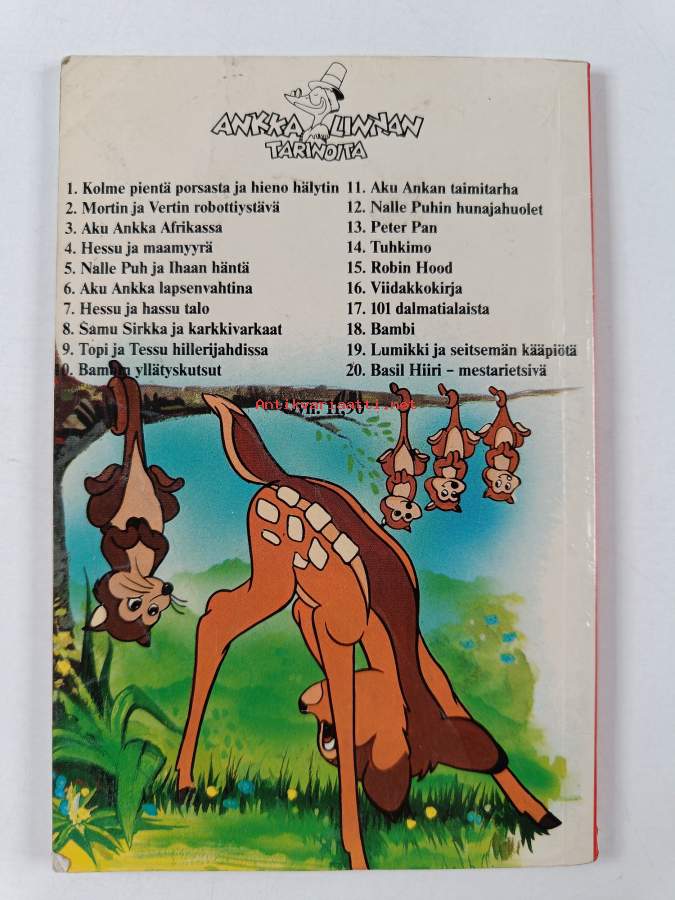 ANKKALINNAN
TARINOITA
1. Kolme pientä porsasta ja hieno hälytin
2. Mortin ja Vertin robottiystävä
3. Aku Ankka Afrikassa
4. Hessu ja maamyyrä
5. Nalle Puh ja Ihaan häntä
6. Aku Ankka lapsenvahtina
7. Hessu ja hassu talo
8. Samu Sirkka ja karkkivarkaat
9. Topi ja Tessu hillerijahdissa
0. yllätyskutsut
11. Aku Ankan taimitarha
12. Nalle Puhin hunajahuolet
13. Peter Pan
14. Tuhkimo
15. Robin Hood
16. Viidakkokirja
17. 101 dalmatialaista
18. Bambi
19. Lumikki ja seitsemän kääpiötä
20. Basil Hiiri – mestarietsivä
Antikvariaatti.net